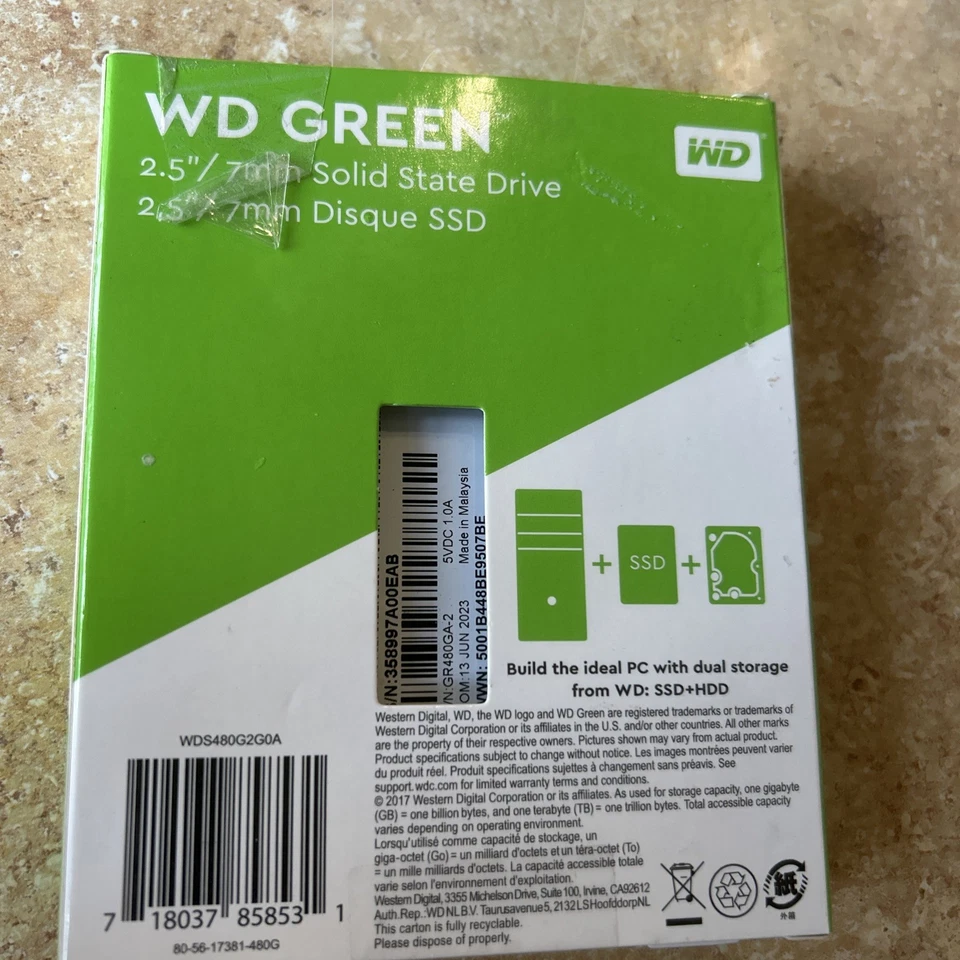 WD GREEN
WD
2.5"/ 7mm Solid State Drive
2.5"/ 7mm Disque SSD
/N:358997A00EAB
/N:GR480GA-2 5VDC 1.0A
OM:13 JUN 2023 Made in Malaysia
WN: 5001B448BE9507BE
+ SSD +
Build the ideal PC with dual storage
from WD: SSD+HDD
Western Digital, WD, the WD logo and WD Green are registered trademarks or trademarks of
Western Digital Corporation or its affiliates in the U.S. and/or other countries. All other marks
are the property of their respective owners. Pictures shown may vary from actual product.
Product specifications subject to change without notice. Les images montrées peuvent varier
du produit réel. Produit specifications sujettes à changement sans préavis. See
support.wdc.com for limited warranty terms and conditions.
© 2017 Western Digital Corporation or its affiliates. As used for storage capacity, one gigabyte
(GB) = one billion bytes, and one terabyte (TB) = one trillion bytes. Total accessible capacity
varies depending on operating environment.
Lorsqu'utilisé comme capacité de stockage, un
giga-octet (Go) = un milliard d'octets et un téra-octet (To)
= un mille milliards d'octets. La capacité accessible totale
varie selon l'environnement d'exploitation.
Western Digital, 3355 Michelson Drive, Suite 100, Irvine, CA92612
Auth.Rep.:WD NL B.V. Taurusavenue 5, 2132 LS Hoofddorp NL
This carton is fully recyclable.
Please dispose of properly.
WDS480G2G0A
7 18037 85853 1
80-56-17381-480G
紙
外箱